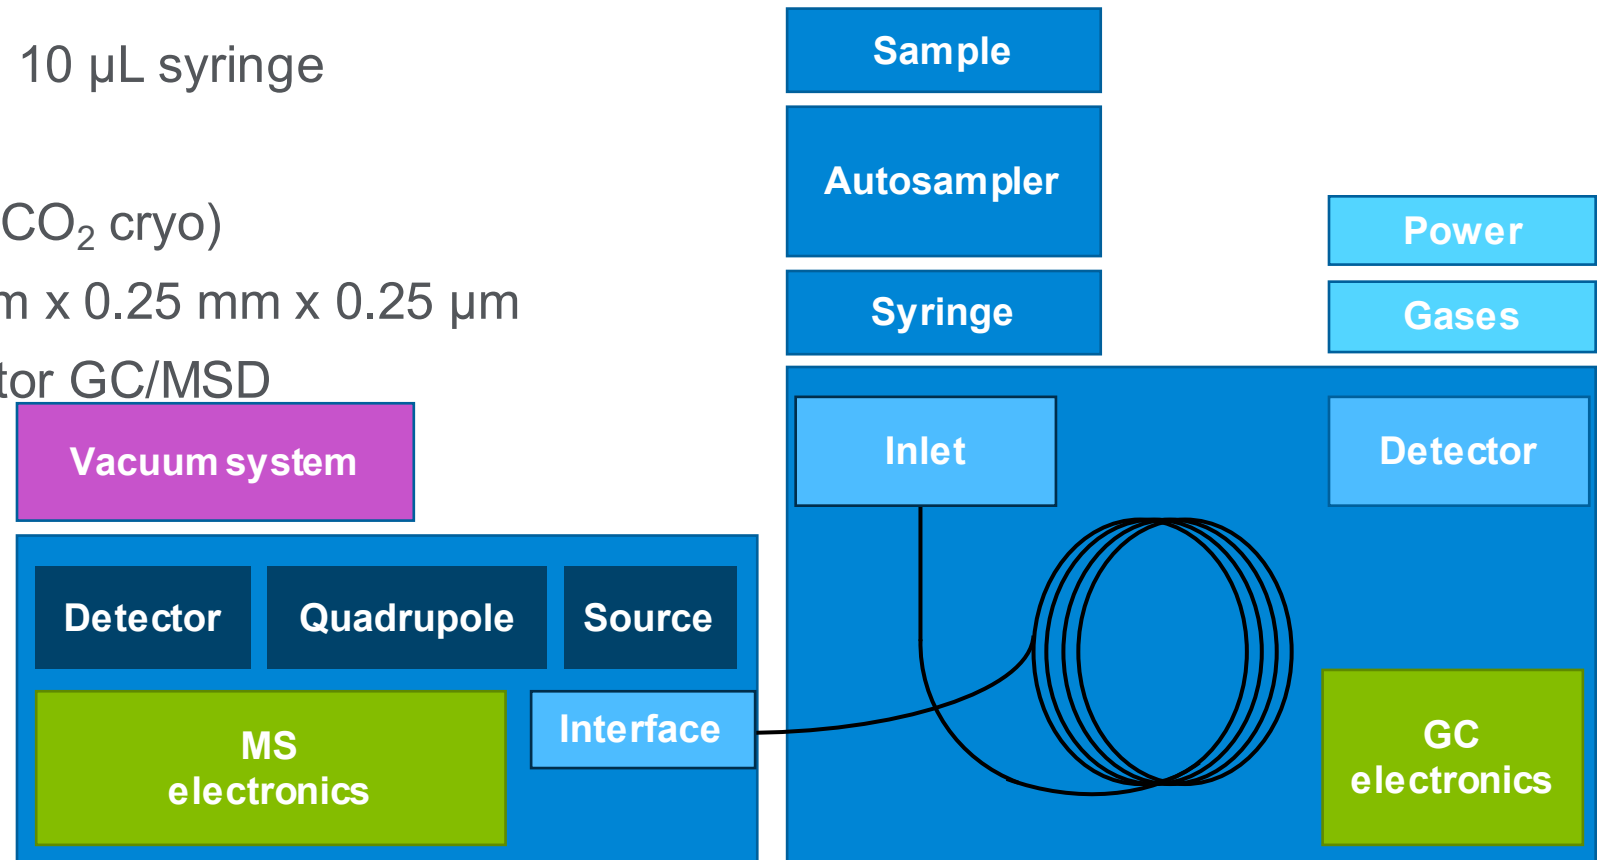 10 µL syringe
CO₂ cryo)
m x 0.25 mm x 0.25 µm
tor GC/MSD
Sample
Autosampler
Syringe
Power
Gases
Vacuum system
Inlet
Detector
Detector
Quadrupole
Source
MS
electronics
Interface
GC
electronics